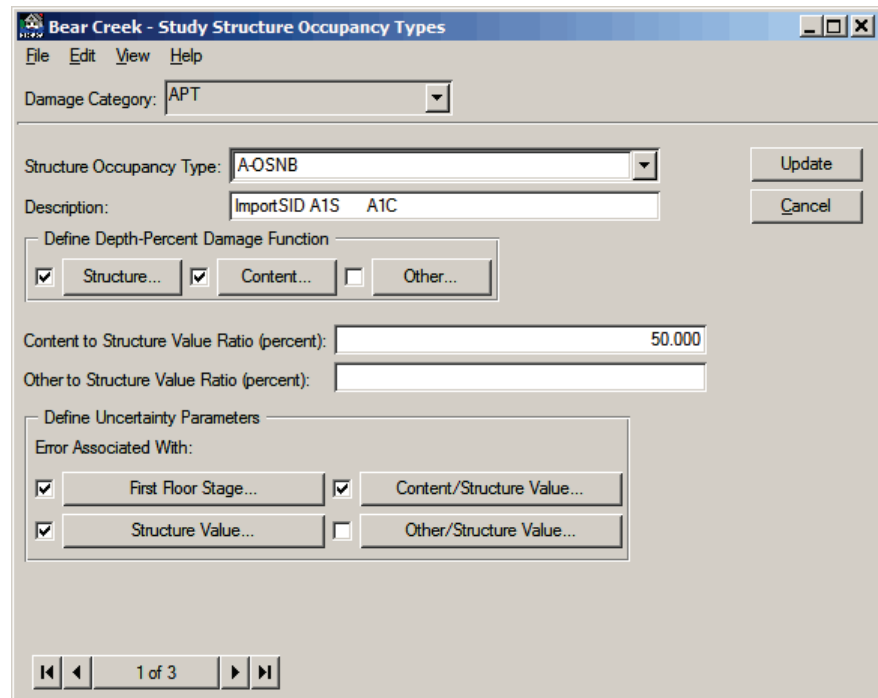 Bear Creek - Study Structure Occupancy Types
File Edit View Help
Damage Category: APT
Structure Occupancy Type: A-OSNB Update
Description: ImportSID A1S A1C Cancel
Define Depth-Percent Damage Function
Structure... Content... Other...
Content to Structure Value Ratio (percent): 50.000
Other to Structure Value Ratio (percent):
Define Uncertainty Parameters
Error Associated With:
First Floor Stage... Content/Structure Value...
Structure Value... Other/Structure Value...
1 of 3